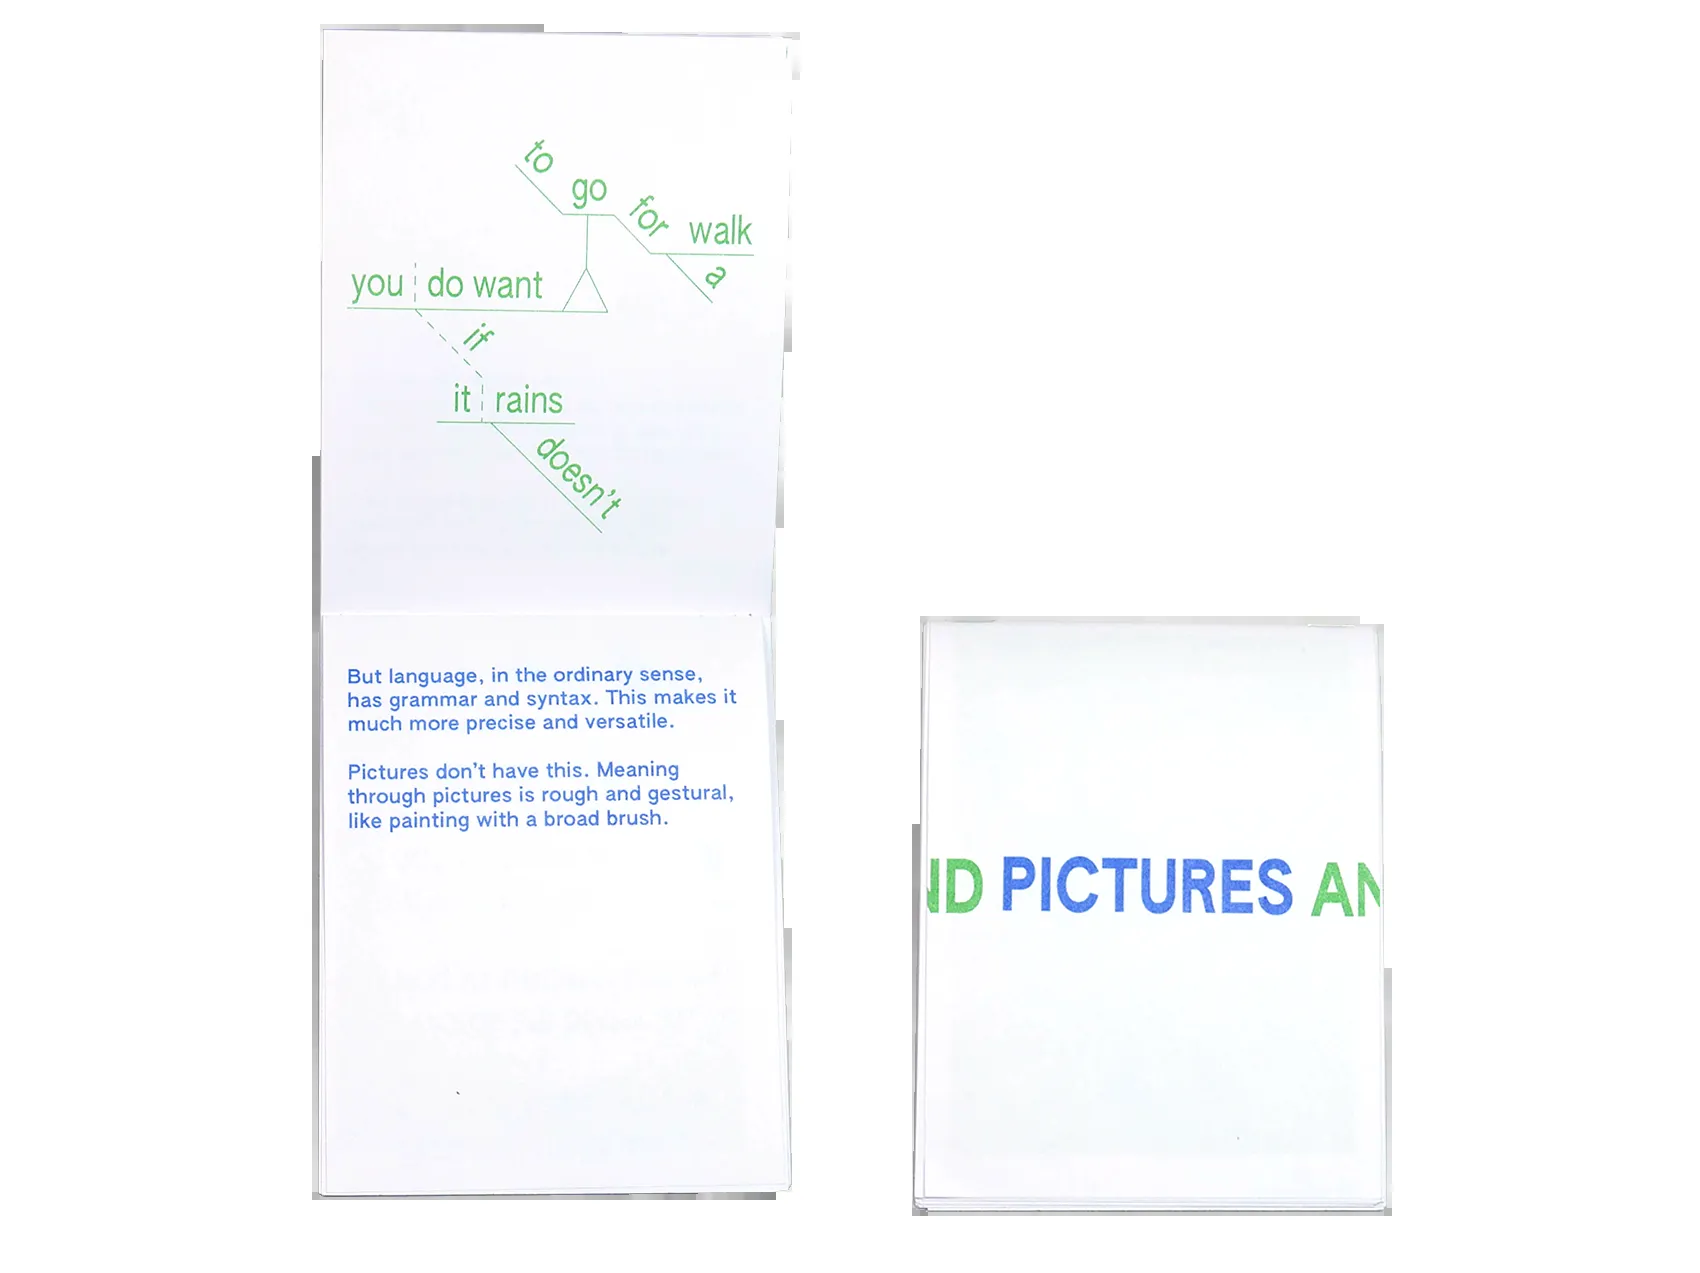 to
go
for
walk
a
you do want
if
it rains
doesn't
But language, in the ordinary sense,
has grammar and syntax. This makes it
much more precise and versatile.
Pictures don't have this. Meaning
through pictures is rough and gestural,
like painting with a broad brush.
ND PICTURES AN